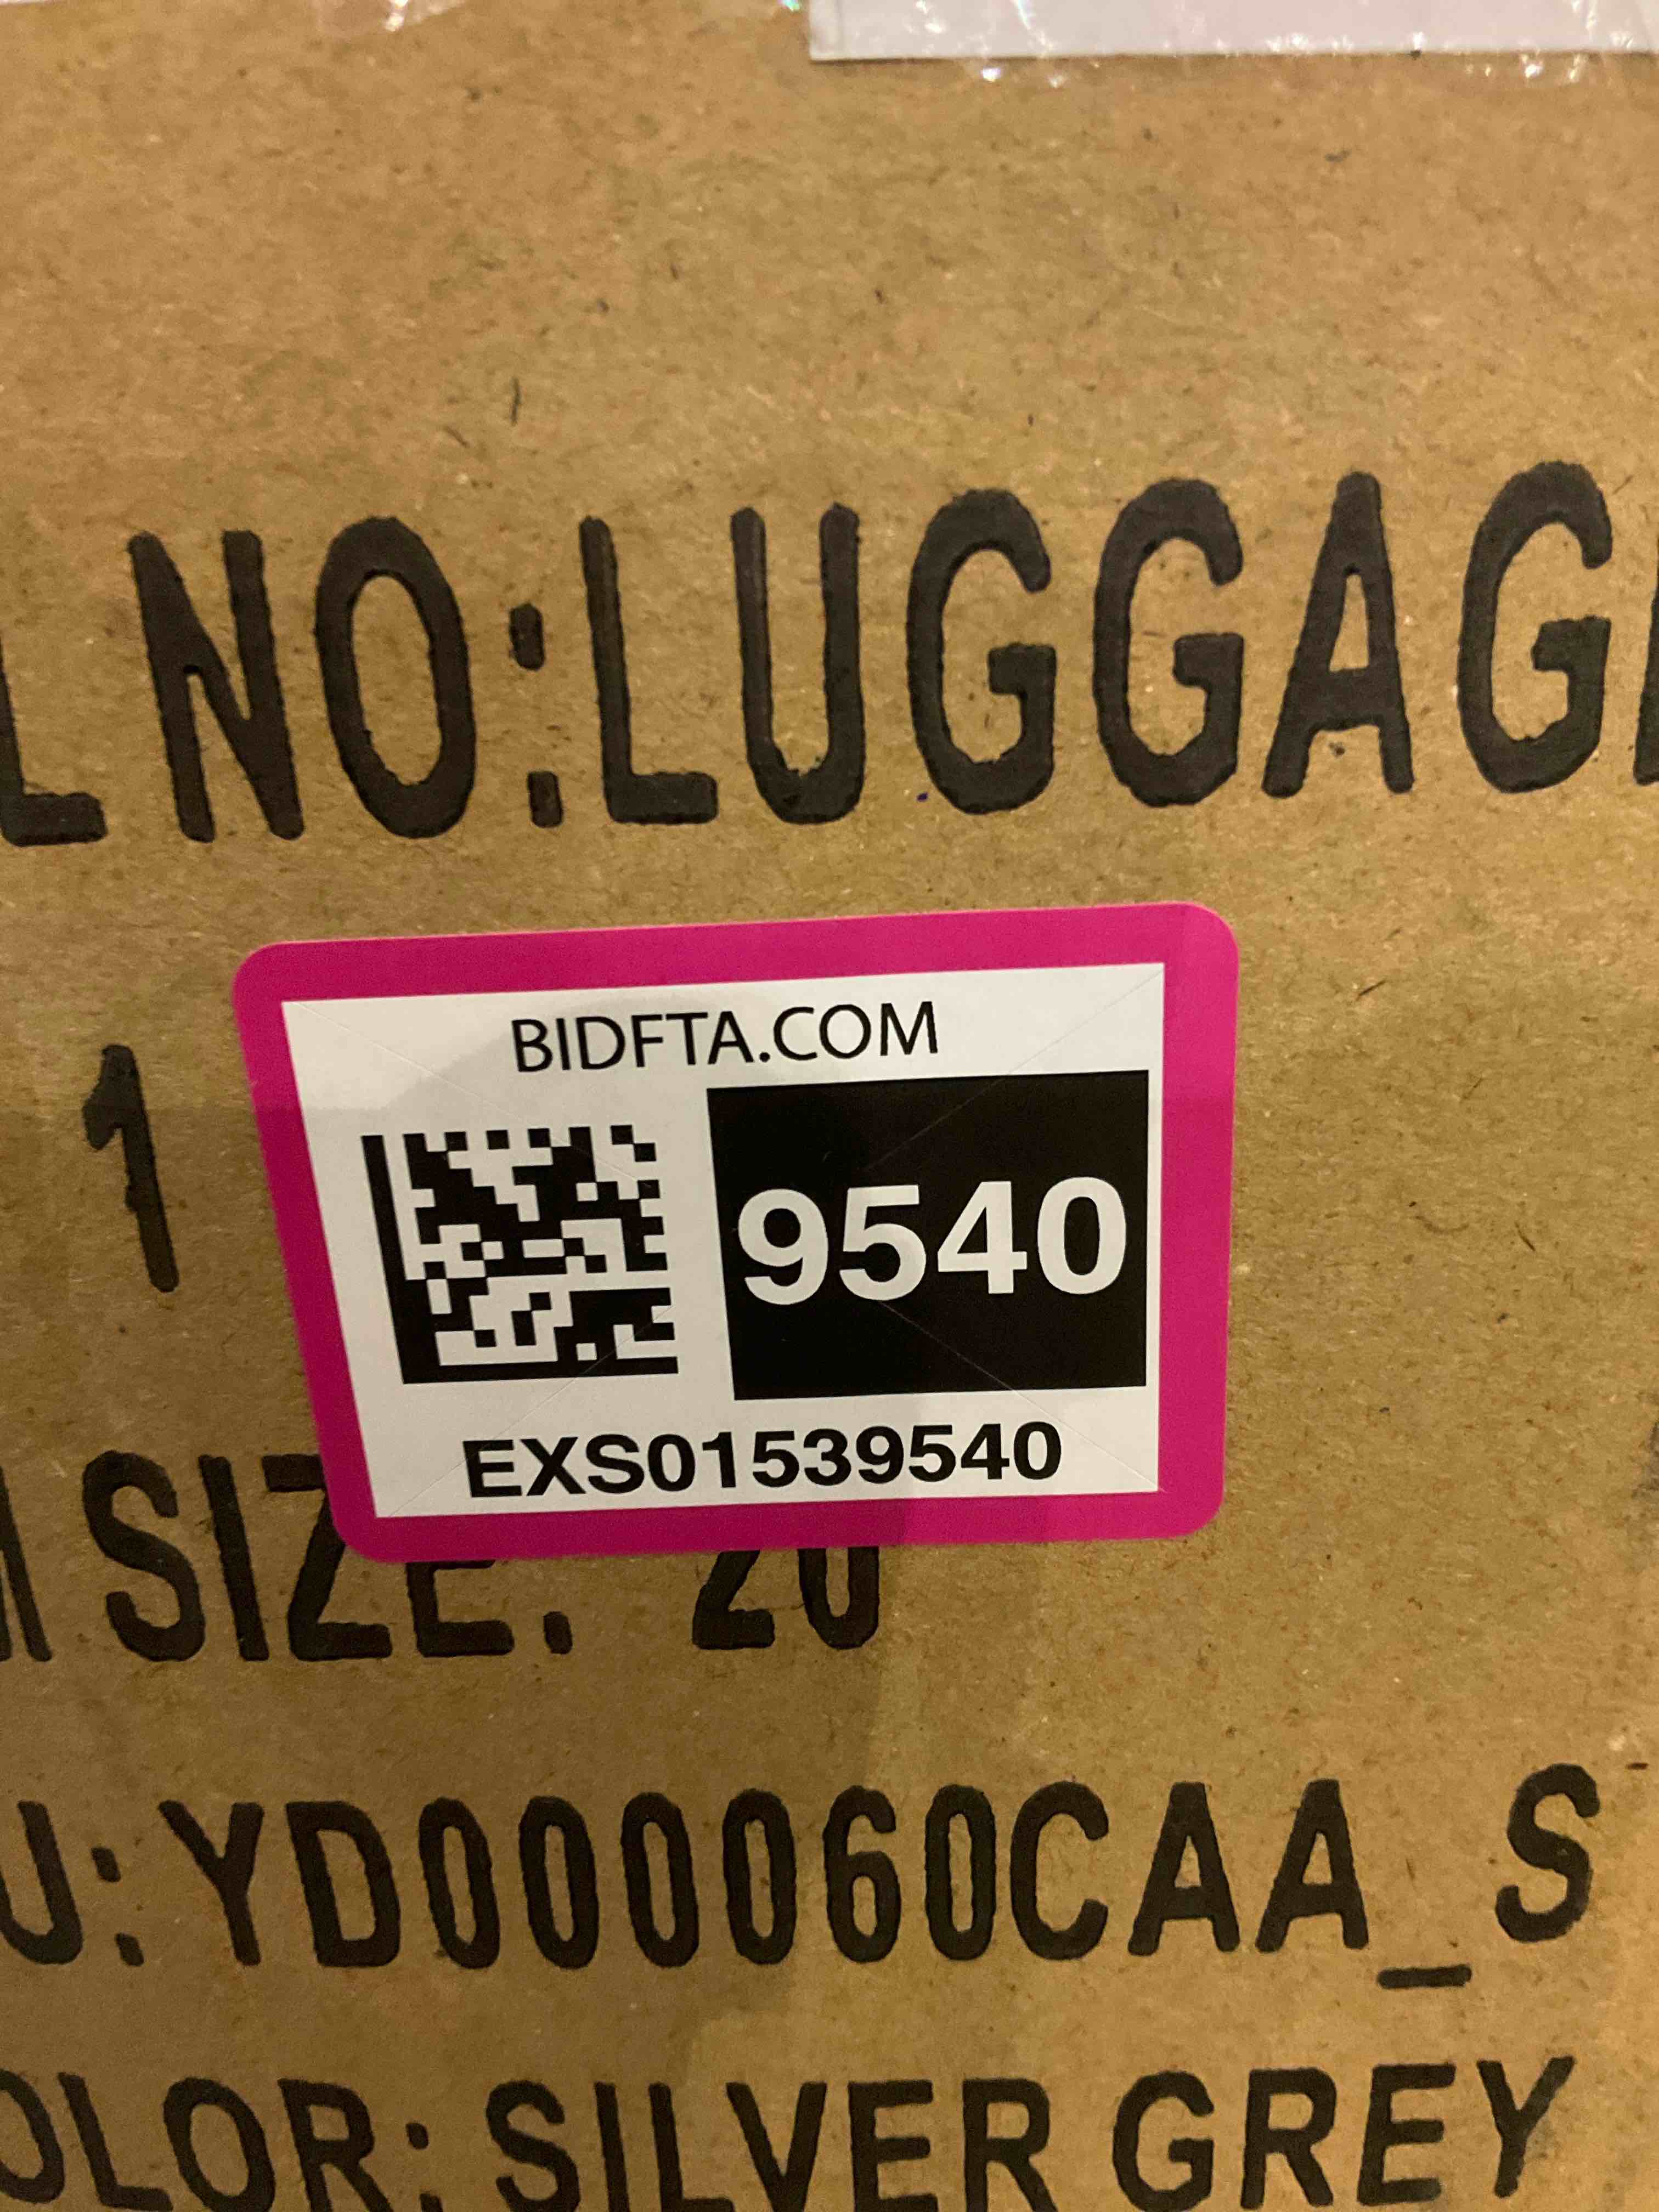 L NO:LUGGAG
BIDFTA.COM
1
9540
EXS01539540
M SIZE: 20
U:YD000060CAA_S
OLOR: SILVER GREY